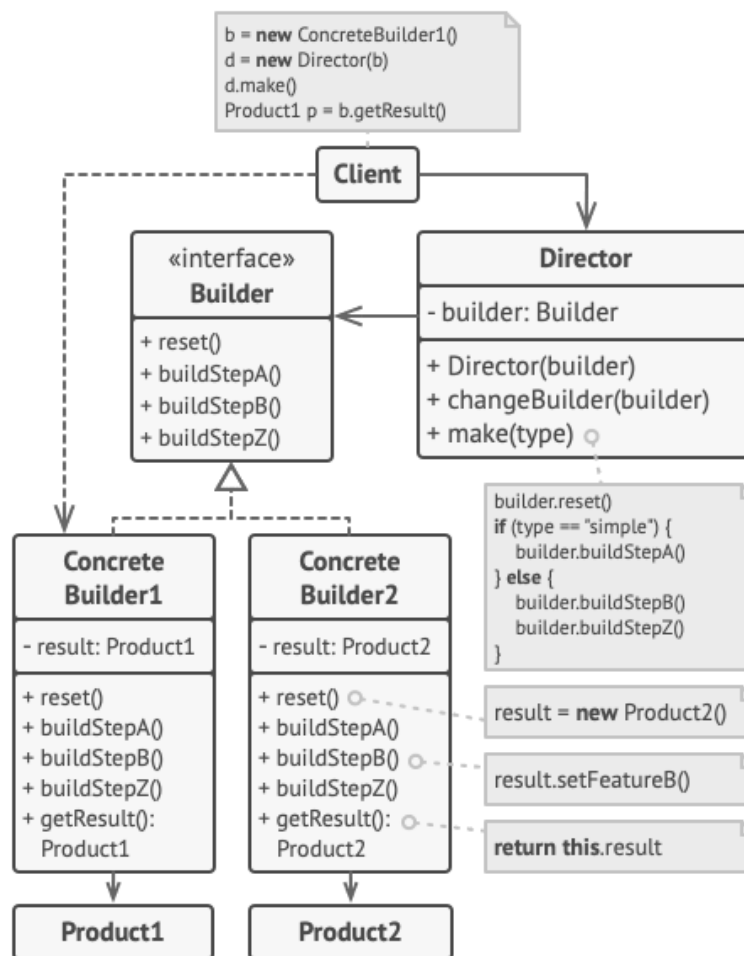 b = new ConcreteBuilder1()
d = new Director(b)
d.make()
Product1 p = b.getResult()
Client
«interface»
Builder
+ reset()
+ buildStepA()
+ buildStepB()
+ buildStepZ()
Director
- builder: Builder
+ Director(builder)
+ changeBuilder(builder)
+ make(type)
builder.reset()
if (type == "simple") {
builder.buildStepA()
} else {
builder.buildStepB()
builder.buildStepZ()
}
Concrete
Builder1
- result: Product1
+ reset()
+ buildStepA()
+ buildStepB()
+ buildStepZ()
+ getResult():
Product1
Concrete
Builder2
- result: Product2
+ reset()
+ buildStepA()
+ buildStepB()
+ buildStepZ()
+ getResult():
Product2
result = new Product2()
result.setFeatureB()
return this.result
Product1
Product2